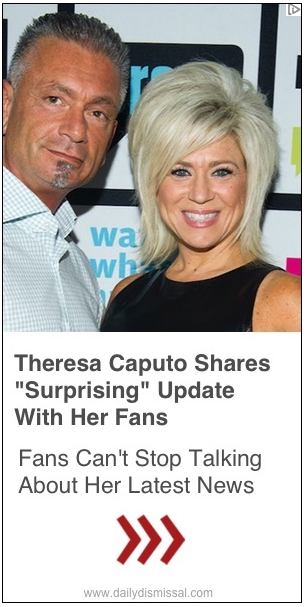 wa
wha
Theresa Caputo Shares
"Surprising" Update
With Her Fans
Fans Can't Stop Talking
About Her Latest News
www.dailydismissal.com